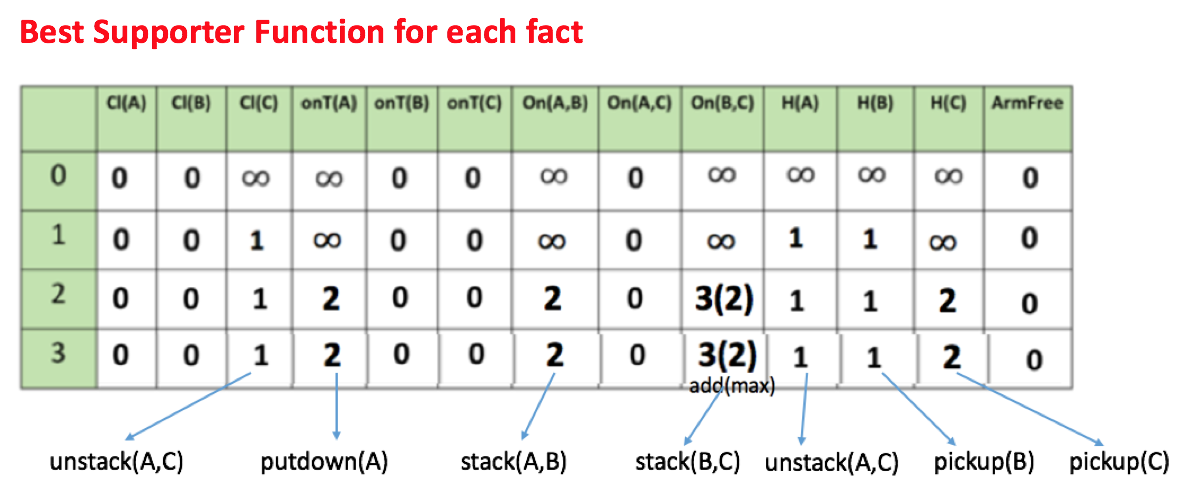 Best Supporter Function for each fact
Cl(A) Cl(B) Cl(C) onT(A) onT(B) onT(C) On(A,B) On(A,C) On(B,C) H(A) H(B) H(C) ArmFree
0 0 0 ∞ ∞ 0 0 ∞ 0 ∞ ∞ ∞ ∞ 0
1 0 0 1 ∞ 0 0 ∞ 0 ∞ 1 1 ∞ 0
2 0 0 1 2 0 0 2 0 3(2) 1 1 2 0
3 0 0 1 2 0 0 2 0 3(2) 1 1 2 0
add(max)
unstack(A,C) putdown(A) stack(A,B) stack(B,C) unstack(A,C) pickup(B) pickup(C)